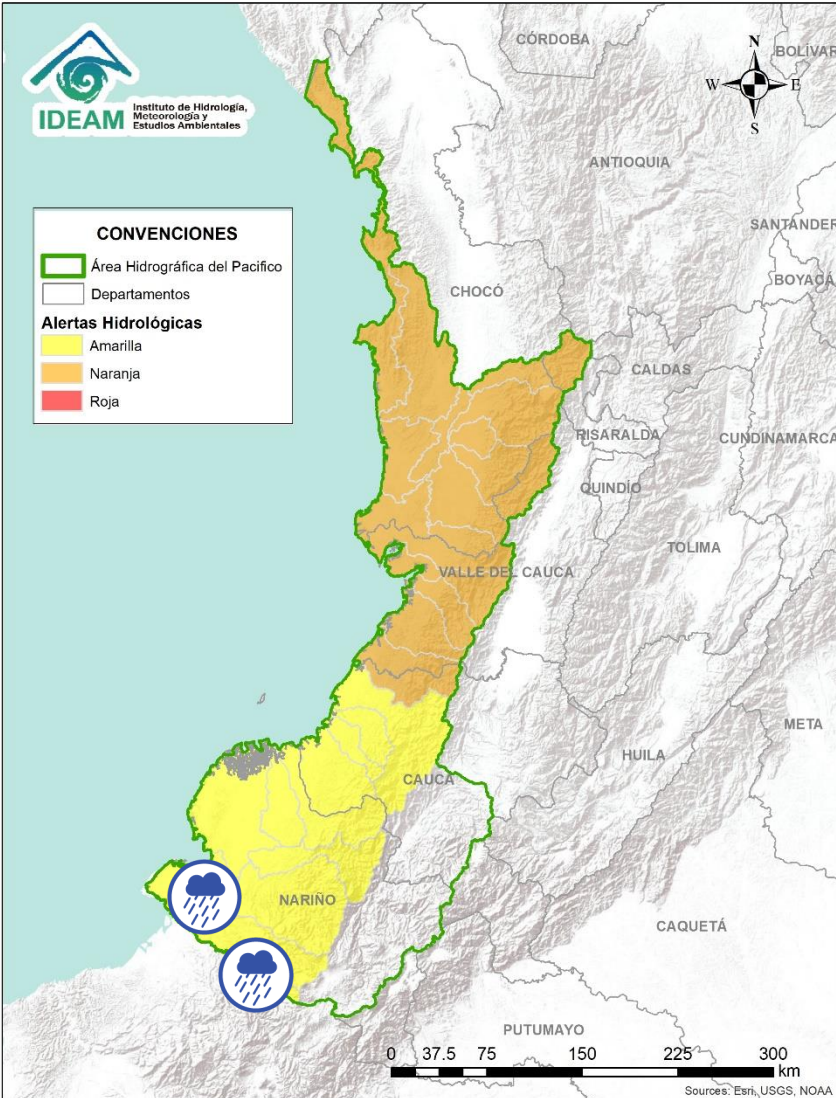 IDEAM
Instituto de Hidrología,
Meteorología y
Estudios Ambientales
N
W E
S
CONVENCIONES
Área Hidrográfica del Pacifico
Departamentos
Alertas Hidrológicas
Amarilla
Naranja
Roja
CÓRDOBA
BOLÍVAR
ANTIOQUIA
SANTANDER
BOYACÁ
CHOCÓ
CALDAS
RISARALDA
CUNDINAMARCA
QUINDÍO
TOLIMA
VALLE DEL CAUCA
META
HUILA
CAUCA
NARIÑO
CAQUETÁ
PUTUMAYO
0 37.5 75 150 225 300
km
Sources: Esri, USGS, NOAA